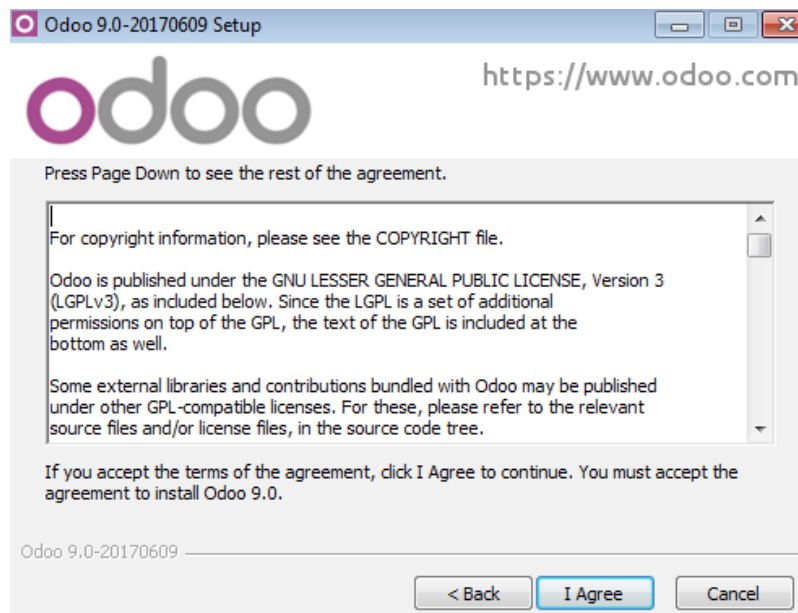 Odoo 9.0-20170609 Setup
odoo
https://www.odoo.com
Press Page Down to see the rest of the agreement.
For copyright information, please see the COPYRIGHT file.
Odoo is published under the GNU LESSER GENERAL PUBLIC LICENSE, Version 3
(LGPLv3), as included below. Since the LGPL is a set of additional
permissions on top of the GPL, the text of the GPL is included at the
bottom as well.
Some external libraries and contributions bundled with Odoo may be published
under other GPL-compatible licenses. For these, please refer to the relevant
source files and/or license files, in the source code tree.
If you accept the terms of the agreement, click I Agree to continue. You must accept the
agreement to install Odoo 9.0.
Odoo 9.0-20170609
< Back
I Agree
Cancel